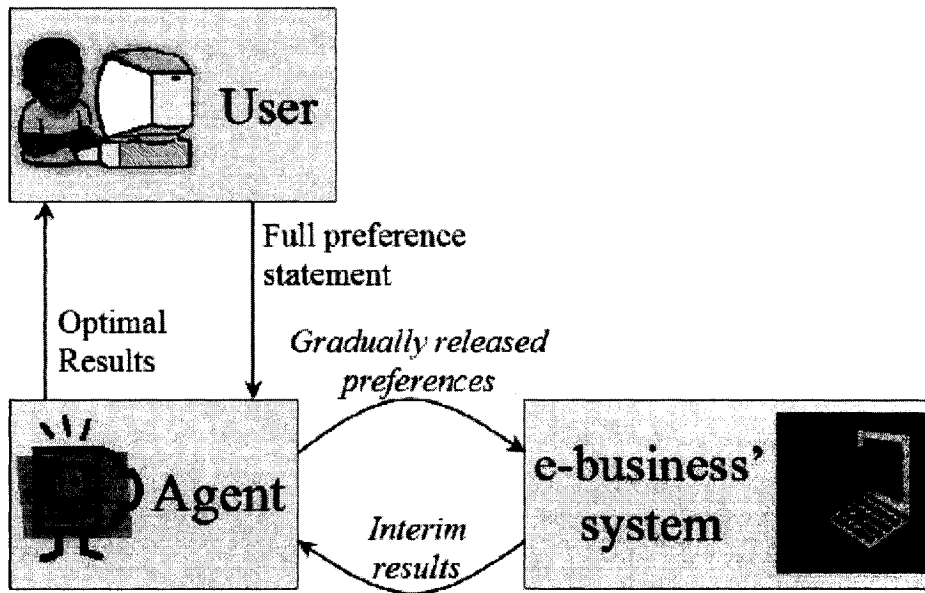 User
Full preference
statement
Optimal
Results
Gradually released
preferences
Agent
e-business’
system
Interim
results